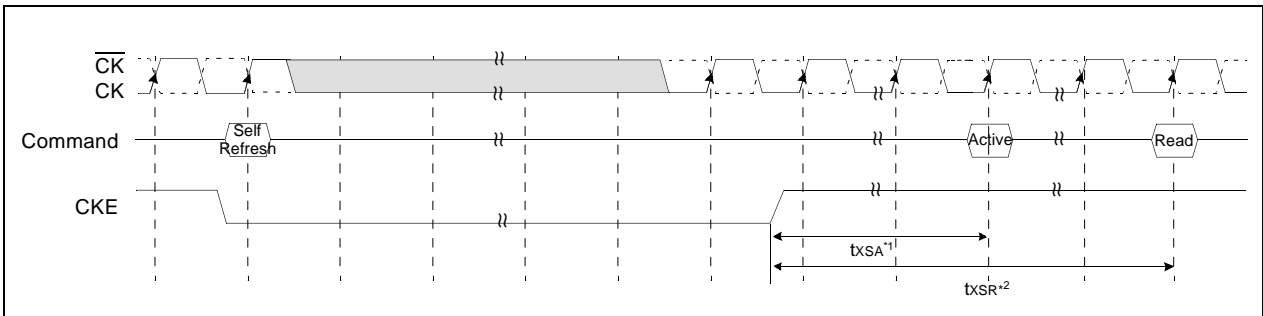 CK
CK
Command
Self
Refresh
Active
Read
CKE
tXSA*1
tXSR*2